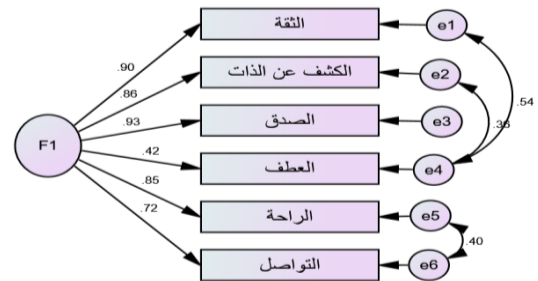 الثقة
e1
.90
الكشف عن الذات
e2
.86
.54
الصدق
e3
.93
.36
F1
العطف
e4
.42
الراحة
e5
.85
.40
التواصل
e6
.72